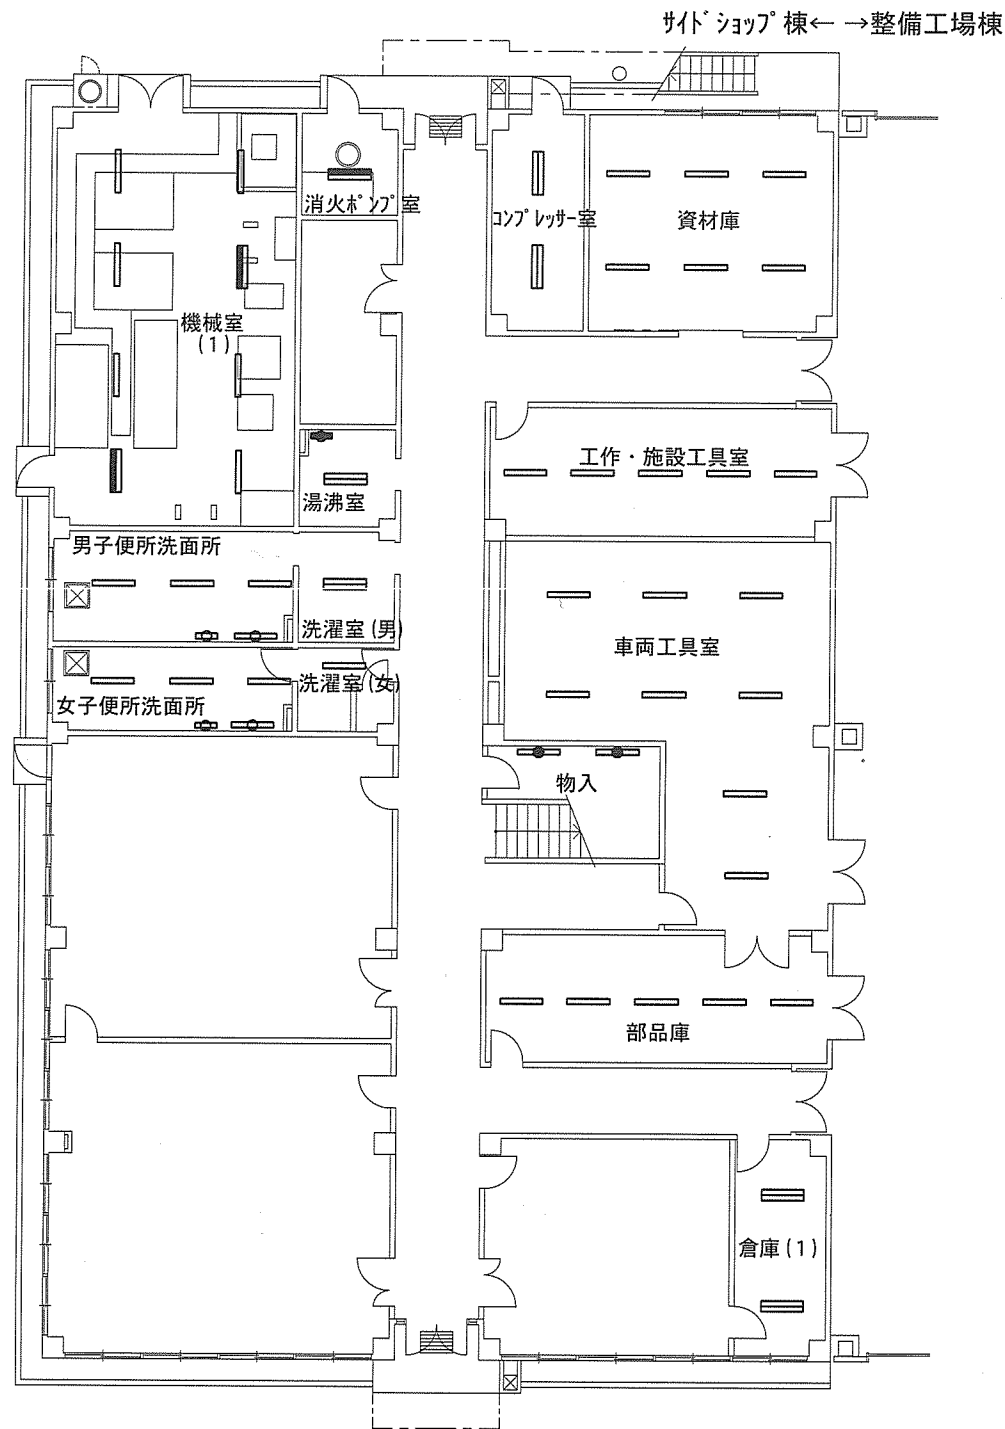 ｻｲﾄﾞｼｮｯﾌﾟ棟← →整備工場棟
消火ﾎﾟﾝﾌﾟ室
ｺﾝﾌﾟﾚｯｻｰ室
資材庫
機械室
(1)
工作・施設工具室
湯沸室
男子便所洗面所
洗濯室(男)
車両工具室
洗濯室(女)
女子便所洗面所
物入
部品庫
倉庫(1)